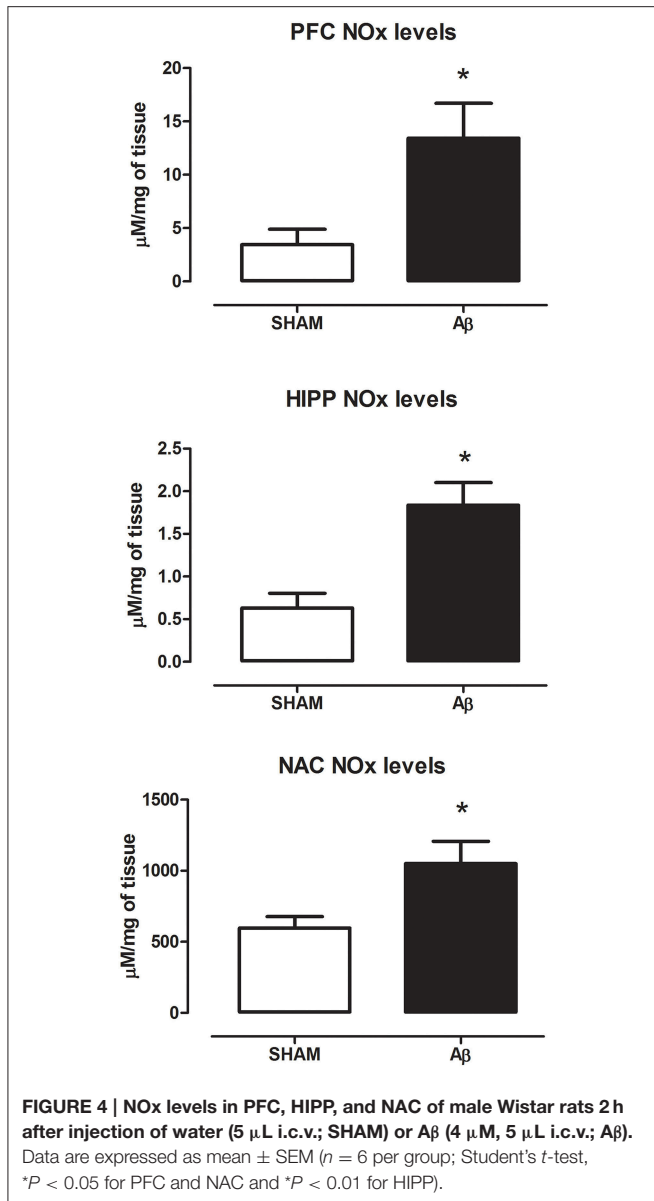 PFC NOx levels
20
*
15
10
5
0
µM/mg of tissue
SHAM Aβ
HIPP NOx levels
2.5
*
2.0
1.5
1.0
0.5
0.0
µM/mg of tissue
SHAM Aβ
NAC NOx levels
1500
*
1000
500
0
µM/mg of tissue
SHAM Aβ
FIGURE 4 | NOx levels in PFC, HIPP, and NAC of male Wistar rats 2 h
after injection of water (5 µL i.c.v.; SHAM) or Aβ (4 µM, 5 µL i.c.v.; Aβ).
Data are expressed as mean ± SEM (n = 6 per group; Student's t-test,
*P < 0.05 for PFC and NAC and *P < 0.01 for HIPP).